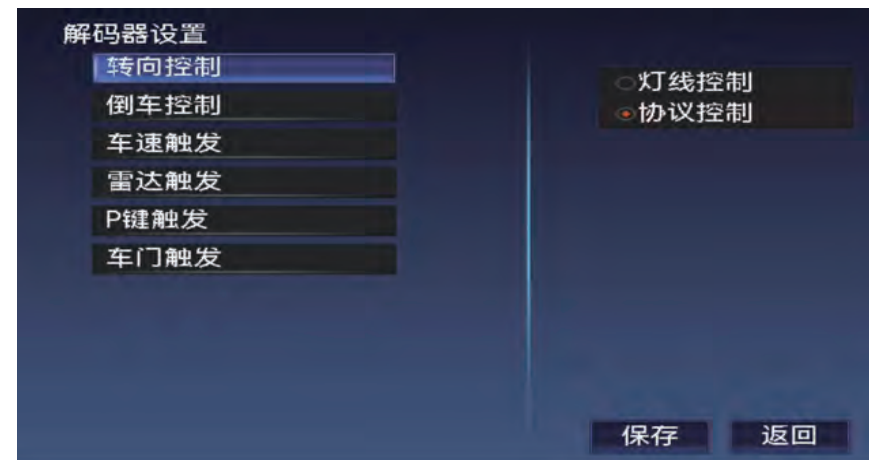 解码器设置
转向控制
倒车控制
车速触发
雷达触发
P键触发
车门触发
灯线控制
协议控制
保存
返回